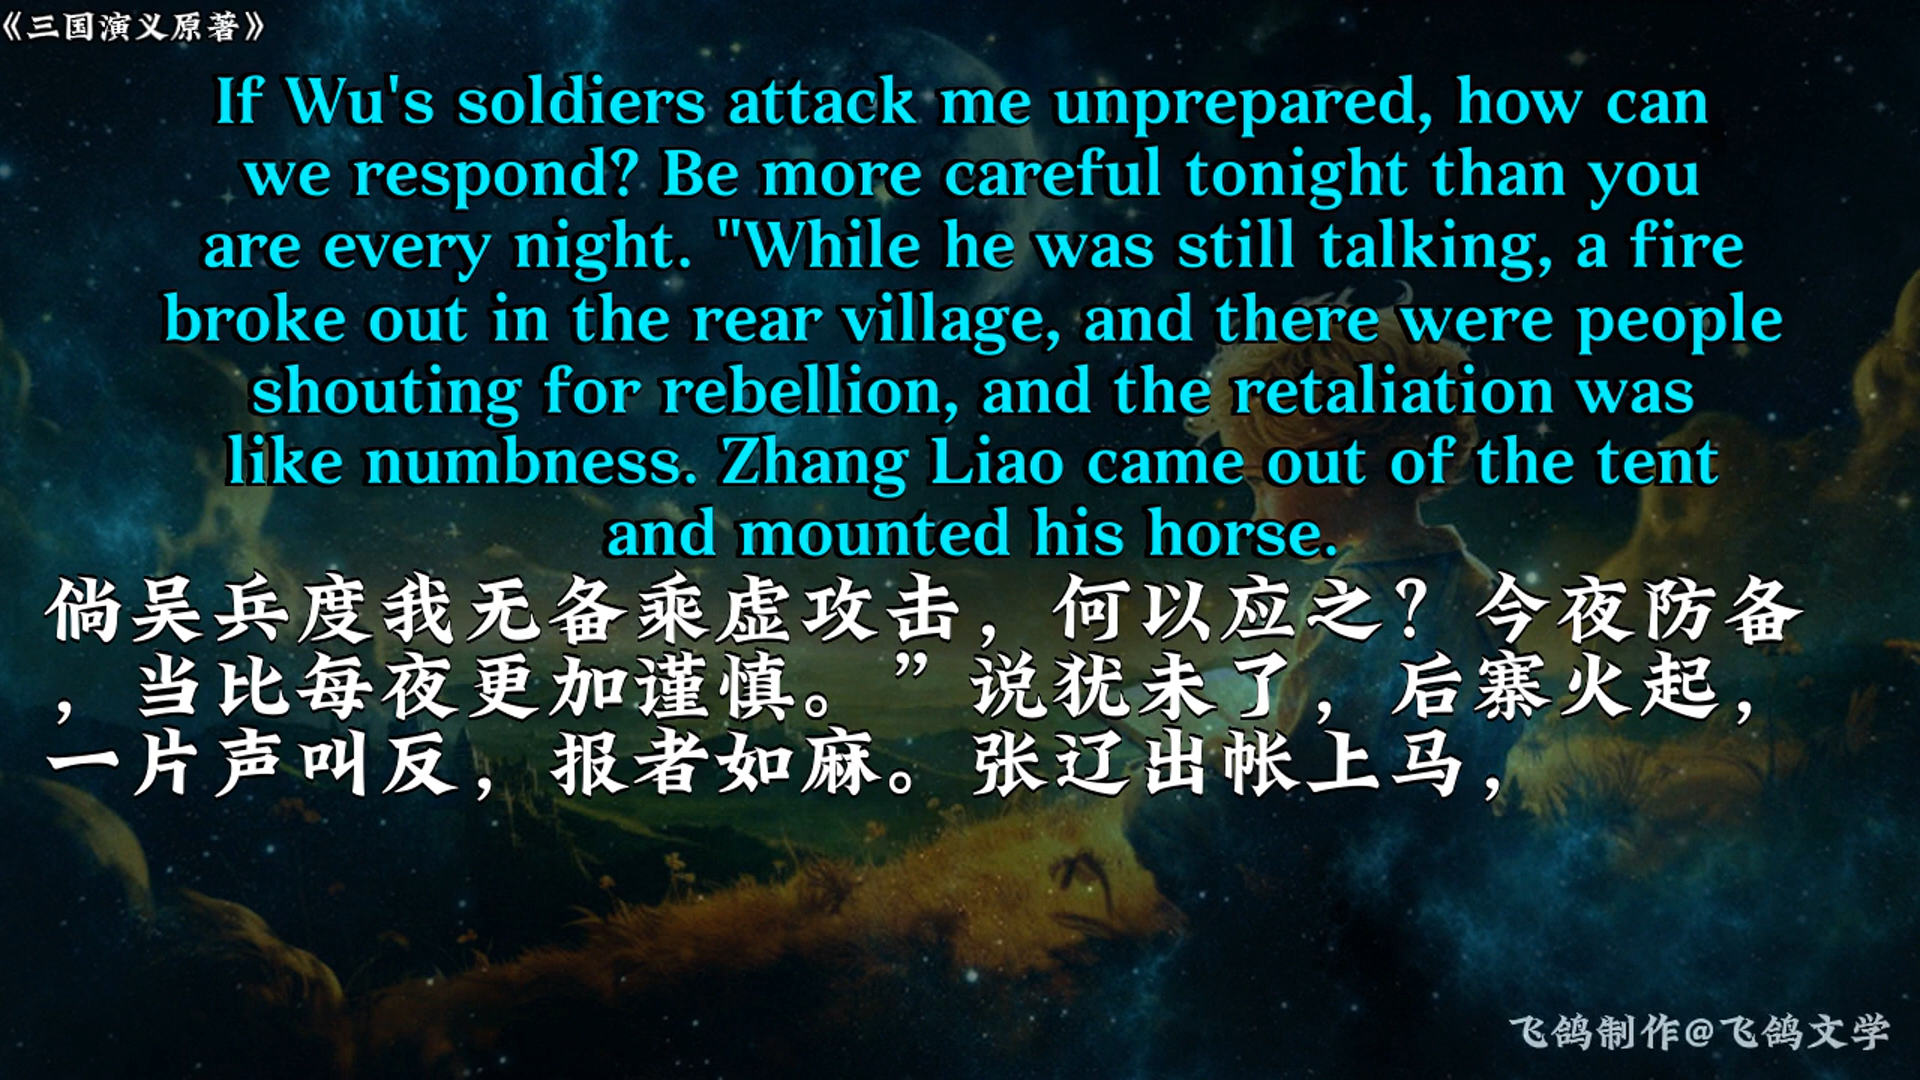 《三国演义原著》
If Wu's soldiers attack me unprepared, how can
we respond? Be more careful tonight than you
are every night. "While he was still talking, a fire
broke out in the rear village, and there were people
shouting for rebellion, and the retaliation was
like numbness. Zhang Liao came out of the tent
and mounted his horse.
倘吴兵度我无备乘虚攻击，何以应之？今夜防备
，当比每夜更加谨慎。”说犹未了，后寨火起，
一片声叫反，报者如麻。张辽出帐上马，
飞鸽制作@飞鸽文学